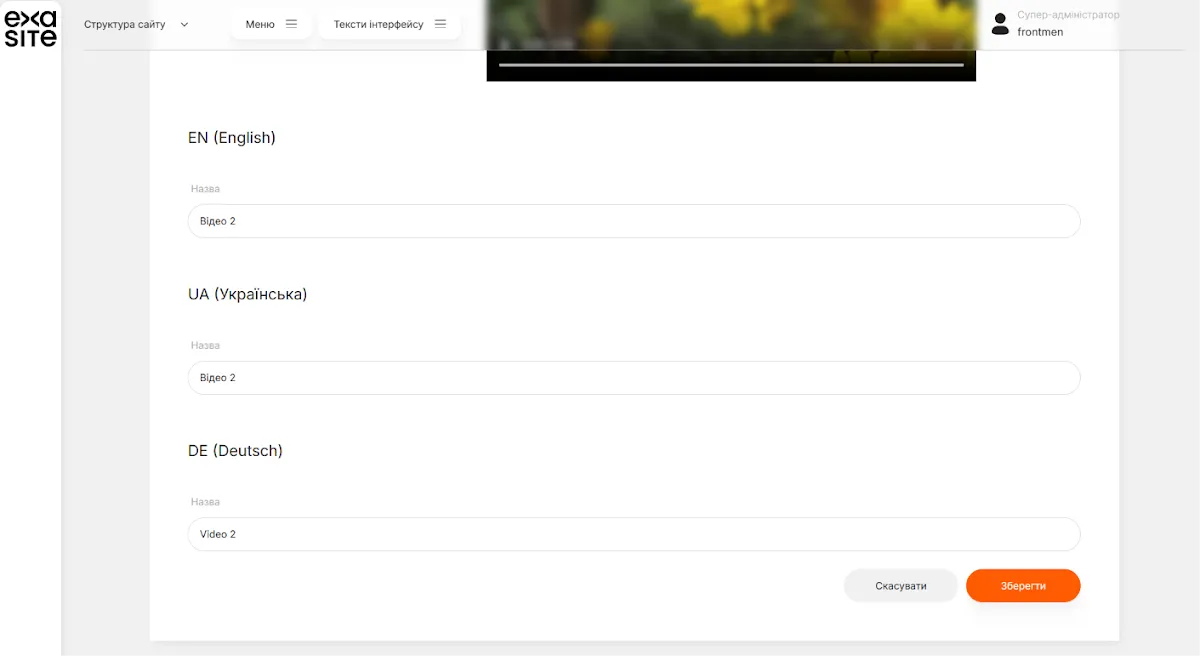 exa
SITE
Структура сайту
Меню
Тексти інтерфейсу
Супер-адміністратор
frontmen
EN (English)
Назва
Відео 2
UA (Українська)
Назва
Відео 2
DE (Deutsch)
Назва
Video 2
Скасувати
Зберегти